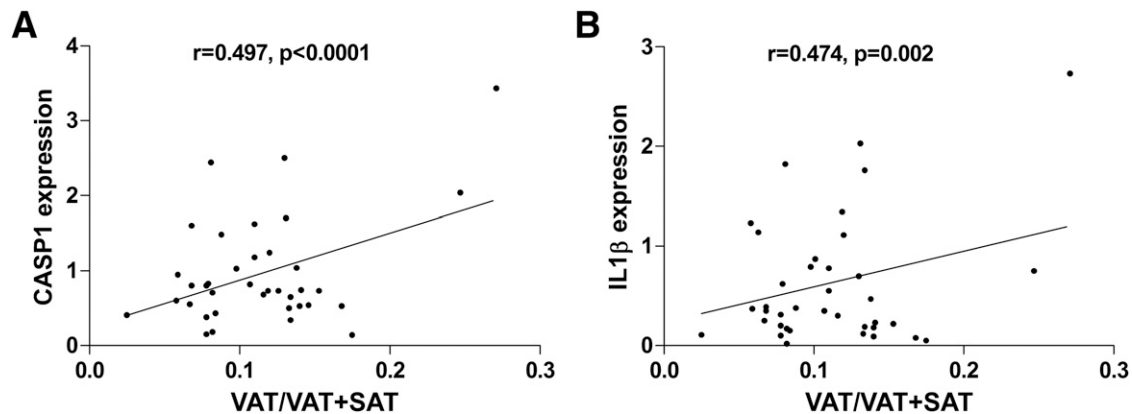 A
r=0.497, p<0.0001
CASP1 expression
4
3
2
1
0
0.0 0.1 0.2 0.3
VAT/VAT+SAT
B
r=0.474, p=0.002
IL1β expression
3
2
1
0
0.0 0.1 0.2 0.3
VAT/VAT+SAT